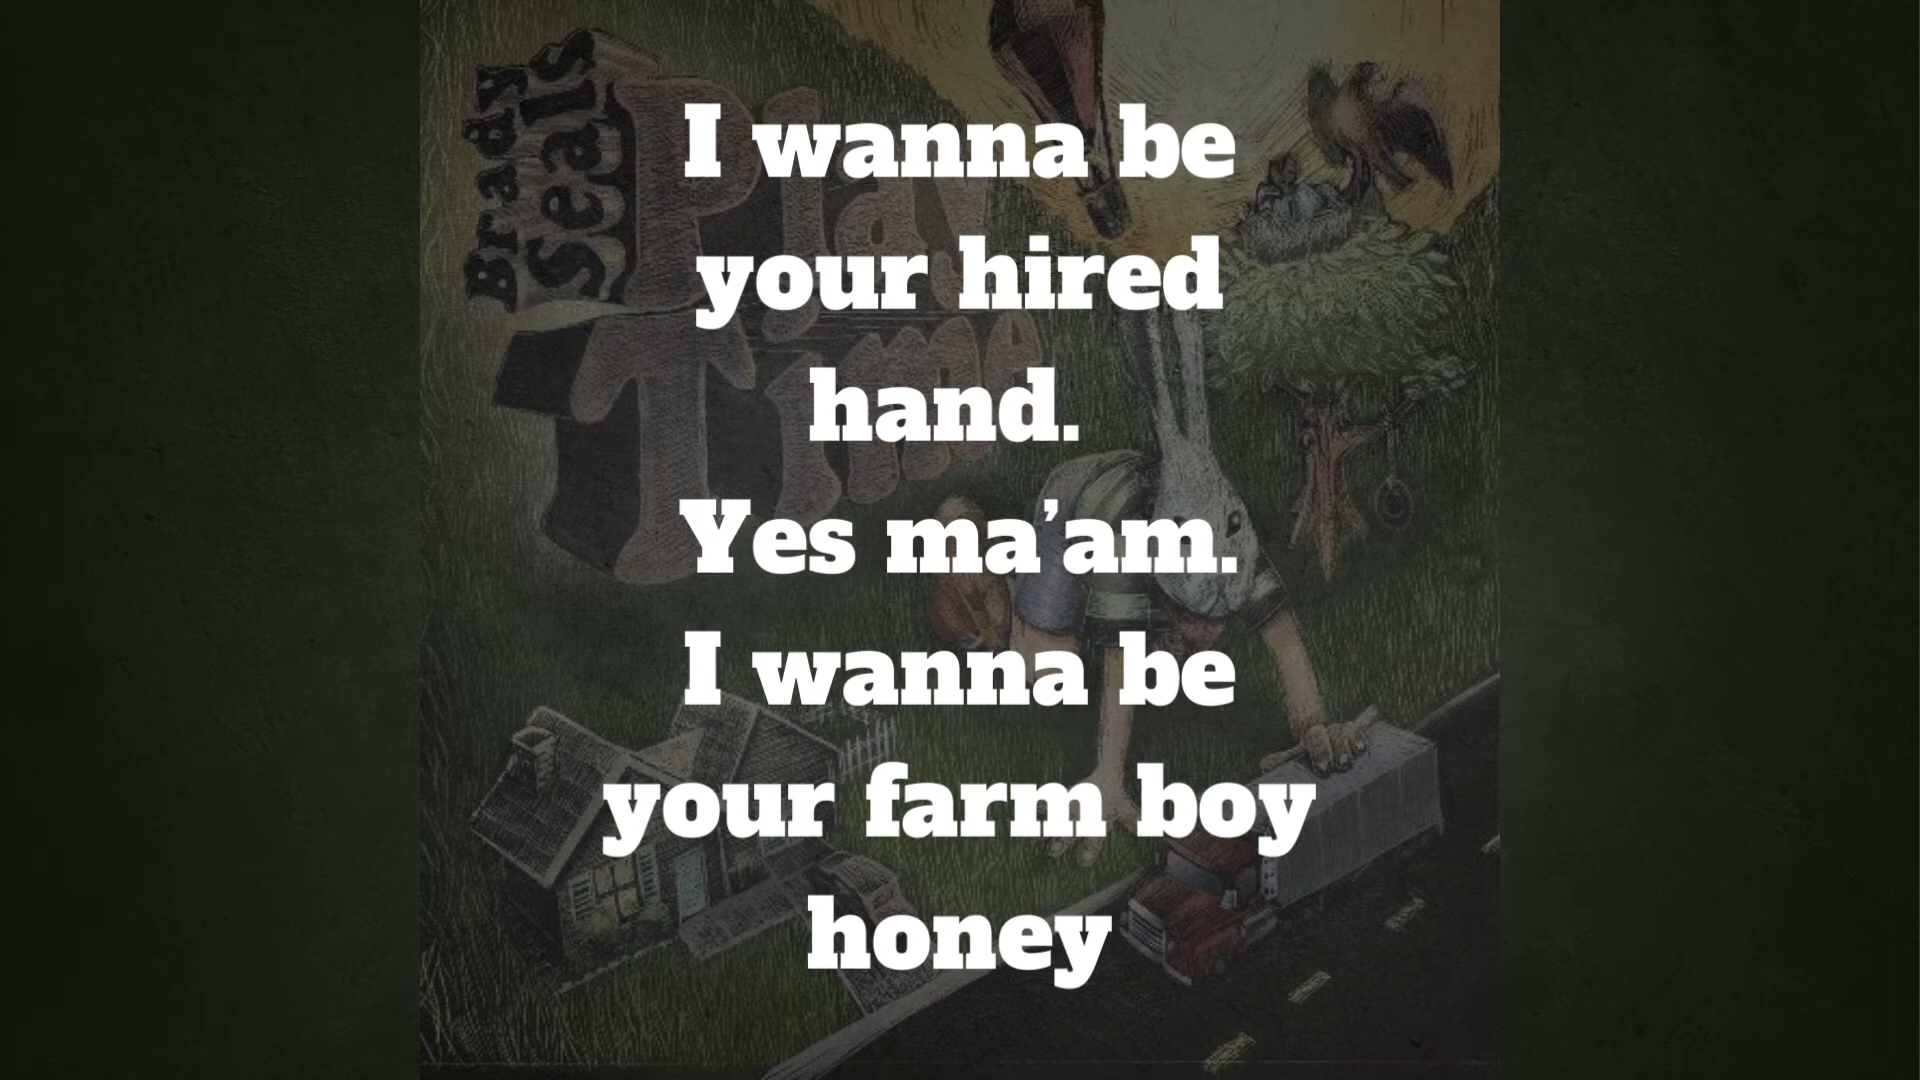 Brady
Seals
Play
Time
I wanna be
your hired
hand.
Yes ma’am.
I wanna be
your farm boy
honey